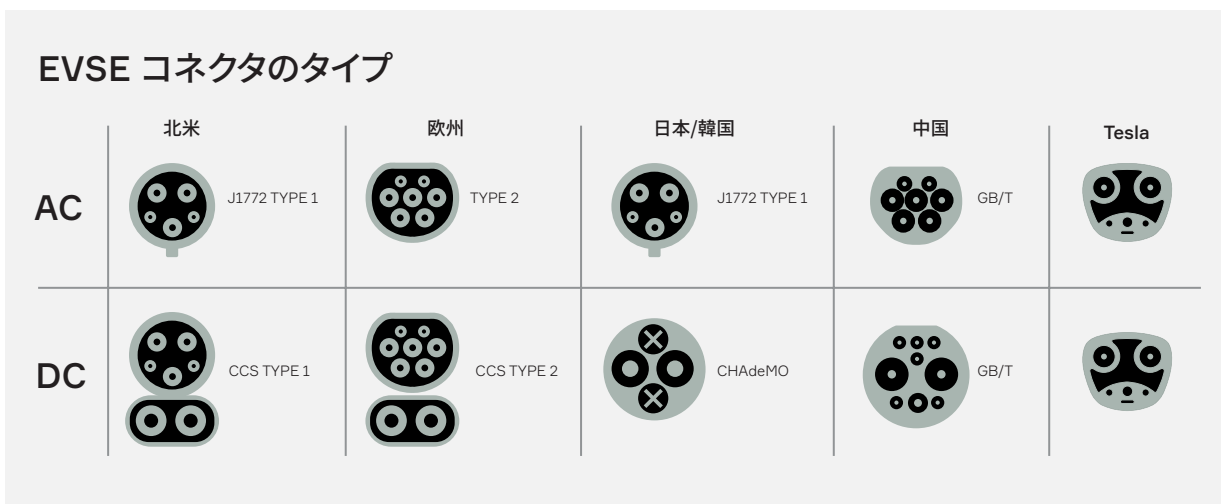 EVSE コネクタのタイプ
北米
欧州
日本/韓国
中国
Tesla
AC
J1772 TYPE 1
TYPE 2
J1772 TYPE 1
GB/T
DC
CCS TYPE 1
CCS TYPE 2
CHAdeMO
GB/T